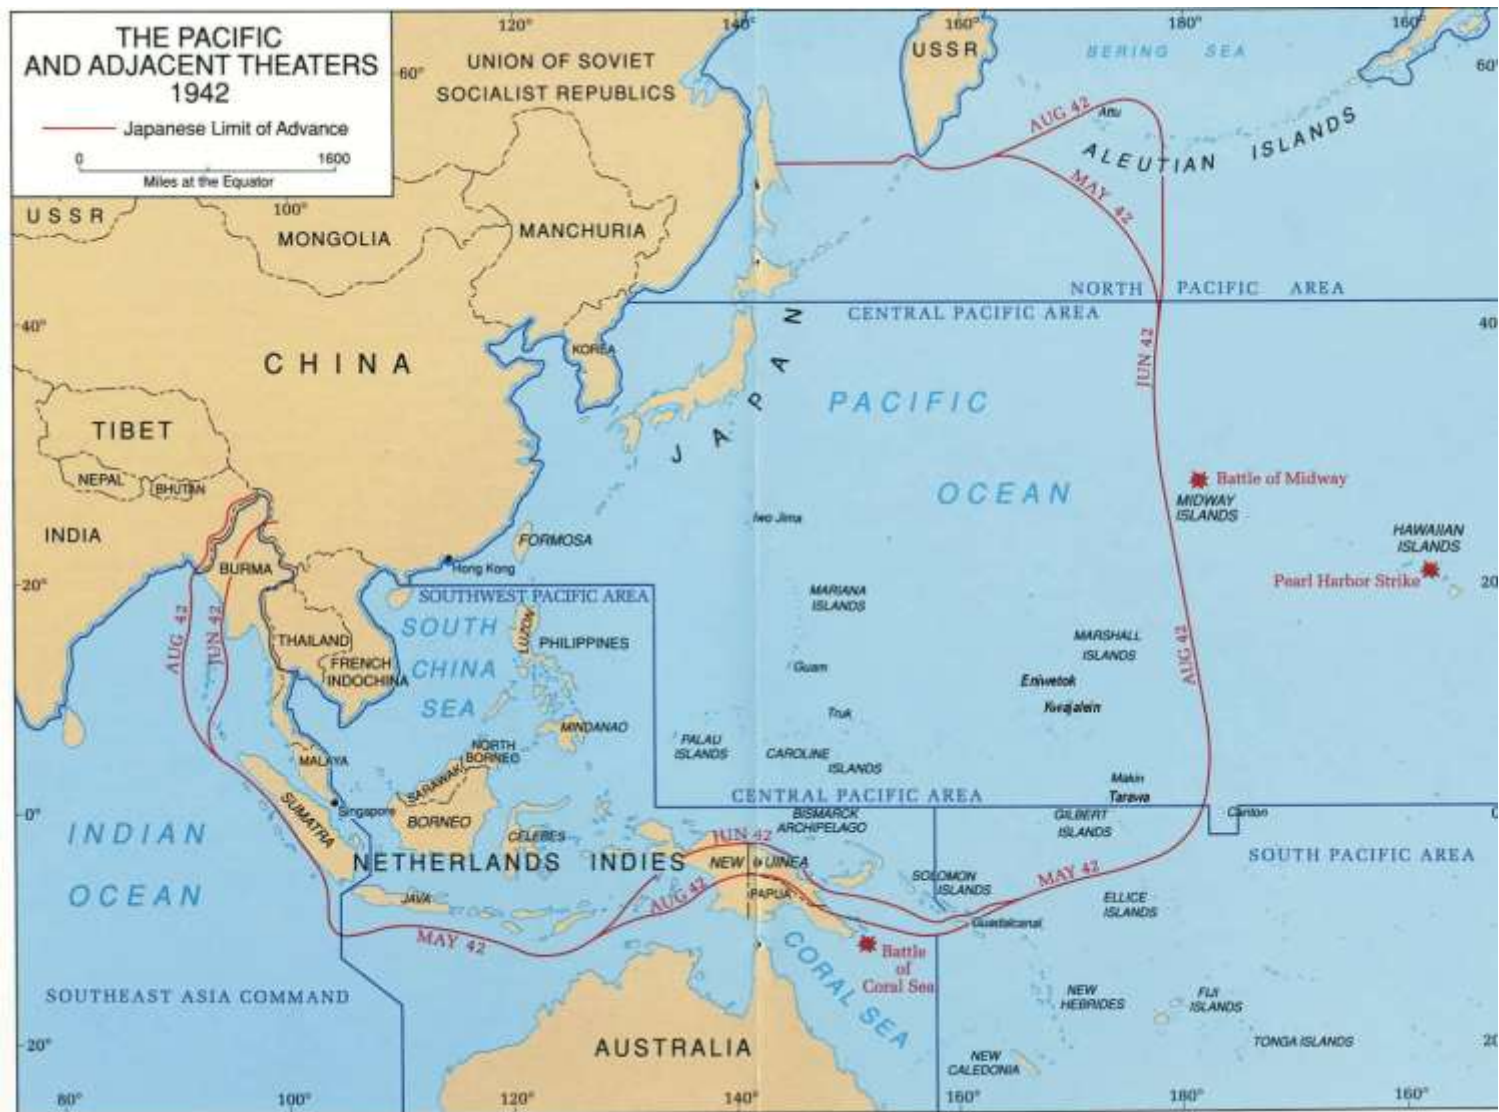 THE PACIFIC
AND ADJACENT THEATERS
1942
Japanese Limit of Advance
0 1600
Miles at the Equator
120°
140°
160°
180°
160°
60°
60°
UNION OF SOVIET
SOCIALIST REPUBLICS
USSR
BERING SEA
AUG 42
Attu
ALEUTIAN ISLANDS
MAY 42
USSR
100°
MONGOLIA
MANCHURIA
NORTH PACIFIC AREA
CENTRAL PACIFIC AREA
40°
40
CHINA
KOREA
JAPAN
JUN 42
PACIFIC
OCEAN
TIBET
NEPAL
BHUTAN
INDIA
Battle of Midway
MIDWAY
ISLANDS
Iwo Jima
HAWAIIAN
ISLANDS
FORMOSA
BURMA
Hong Kong
Pearl Harbor Strike
20°
20
SOUTHWEST PACIFIC AREA
MARIANA
ISLANDS
AUG 42
JUN 42
THAILAND
FRENCH
INDOCHINA
SOUTH
CHINA
SEA
LUZON
PHILIPPINES
MARSHALL
ISLANDS
AUG 42
Guam
Eniwetok
Kwajalein
Truk
MINDANAO
PALAU
ISLANDS
CAROLINE
ISLANDS
NORTH
BORNEO
MALAYA
SARAWAK
Makin
Tarawa
CENTRAL PACIFIC AREA
SUMATRA
Singapore
BORNEO
CELEBES
BISMARCK
ARCHIPELAGO
GILBERT
ISLANDS
Canton
0°
0
INDIAN
OCEAN
NETHERLANDS INDIES
JUN 42
NEW GUINEA
SOUTH PACIFIC AREA
SOLOMON
ISLANDS
MAY 42
JAVA
AUG 42
PAPUA
ELLICE
ISLANDS
Guadalcanal
MAY 42
Battle
of
Coral Sea
CORAL SEA
SOUTHEAST ASIA COMMAND
NEW
HEBRIDES
FIJI
ISLANDS
AUSTRALIA
TONGA ISLANDS
NEW
CALEDONIA
20°
20
80°
100°
120°
140°
160°
180°
160°